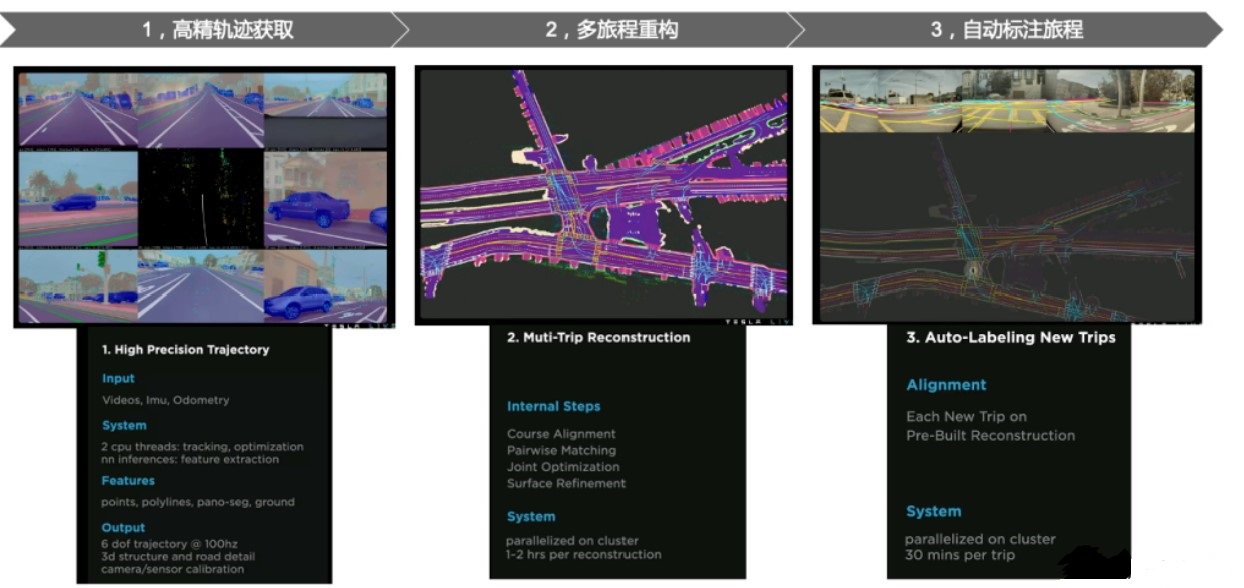 1，高精轨迹获取
2，多旅程重构
3，自动标注旅程
TESLA LIV
TESLA LIV
TESLA LIV
1. High Precision Trajectory
Input
Videos, Imu, Odometry
System
2 cpu threads: tracking, optimization
nn inferences: feature extraction
Features
points, polylines, pano-seg, ground
Output
6 dof trajectory @ 100hz
3d structure and road detail
camera/sensor calibration
2. Muti-Trip Reconstruction
Internal Steps
Course Alignment
Pairwise Matching
Joint Optimization
Surface Refinement
System
parallelized on cluster
1-2 hrs per reconstruction
3. Auto-Labeling New Trips
Alignment
Each New Trip on
Pre-Built Reconstruction
System
parallelized on cluster
30 mins per trip